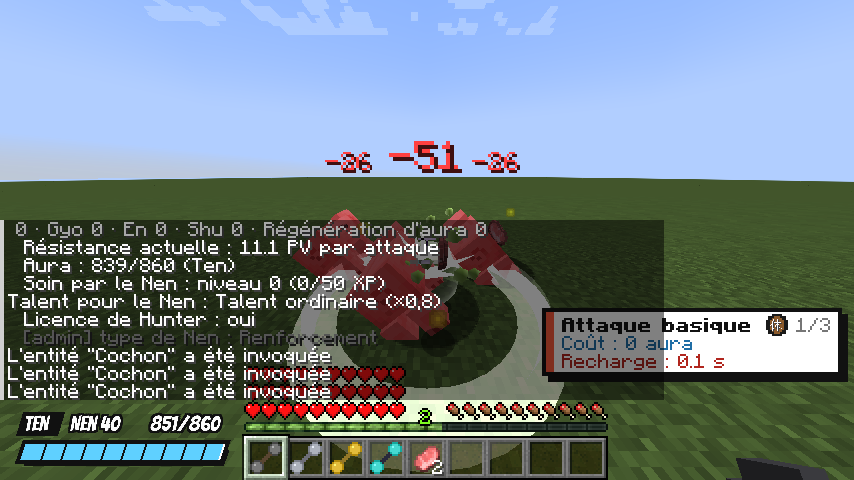 -26 -51 -26
0 · Gyo 0 · En 0 · Shu 0 · Régénération d'aura 0
Résistance actuelle : 11.1 PV par attaque
Aura : 839/860 (Ten)
Soin par le Nen : niveau 0 (0/50 XP)
Talent pour le Nen : Talent ordinaire (×0,8)
Licence de Hunter : oui
[admin] type de Nen : Renforcement
L'entité "Cochon" a été invoquée
L'entité "Cochon" a été invoquée
L'entité "Cochon" a été invoquée
Attaque basique 1/3
Coût : 0 aura
Recharge : 0.1 s
TEN NEN 40 851/860
2